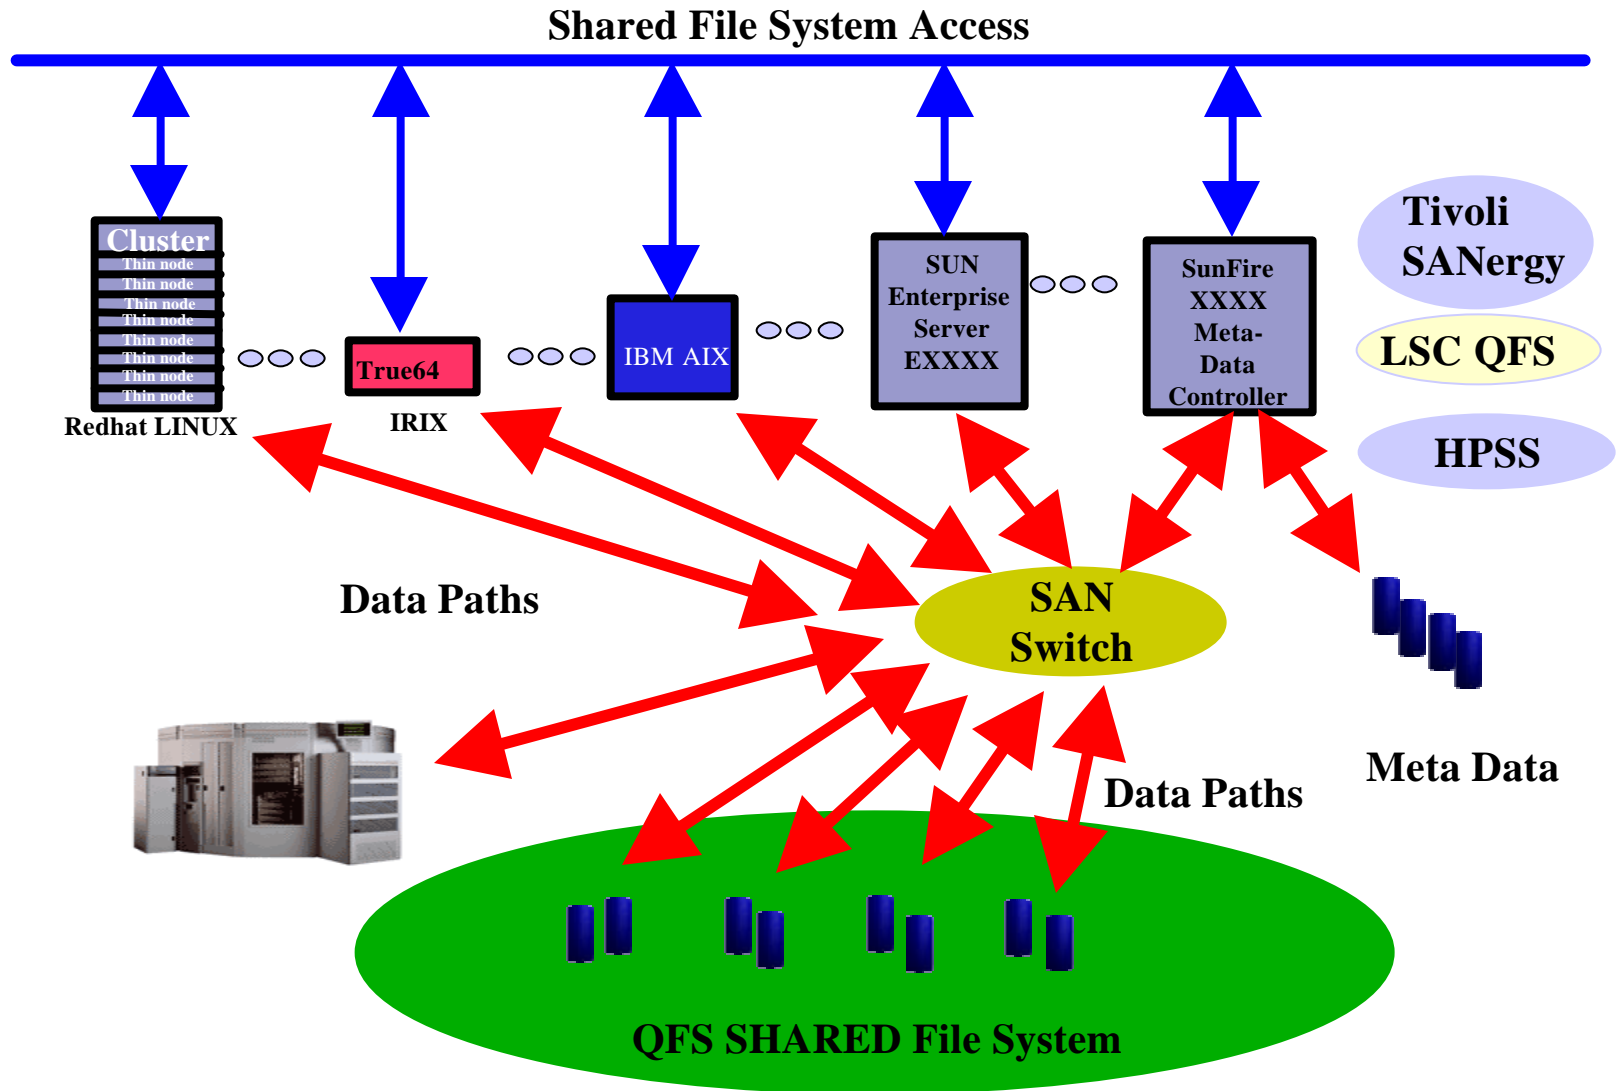 Shared File System Access
Cluster
Thin node
Thin node
Thin node
Thin node
Thin node
Thin node
Thin node
Thin node
Redhat LINUX
True64
IRIX
IBM AIX
SUN
Enterprise
Server
EXXXX
SunFire
XXXX
Meta-
Data
Controller
Tivoli
SANergy
LSC QFS
HPSS
Data Paths
SAN
Switch
Meta Data
Data Paths
QFS SHARED File System